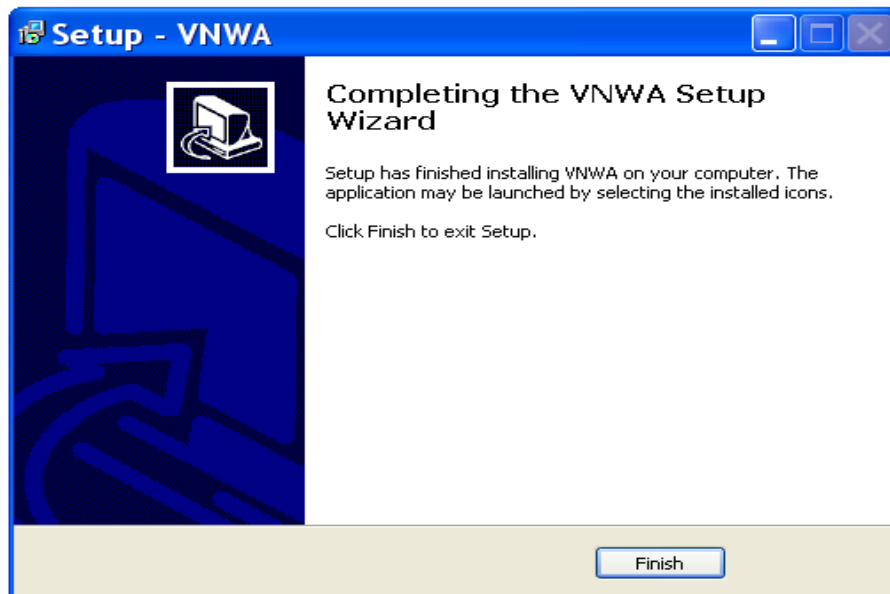 Setup - VNWA
Completing the VNWA Setup
Wizard
Setup has finished installing VNWA on your computer. The
application may be launched by selecting the installed icons.
Click Finish to exit Setup.
Finish